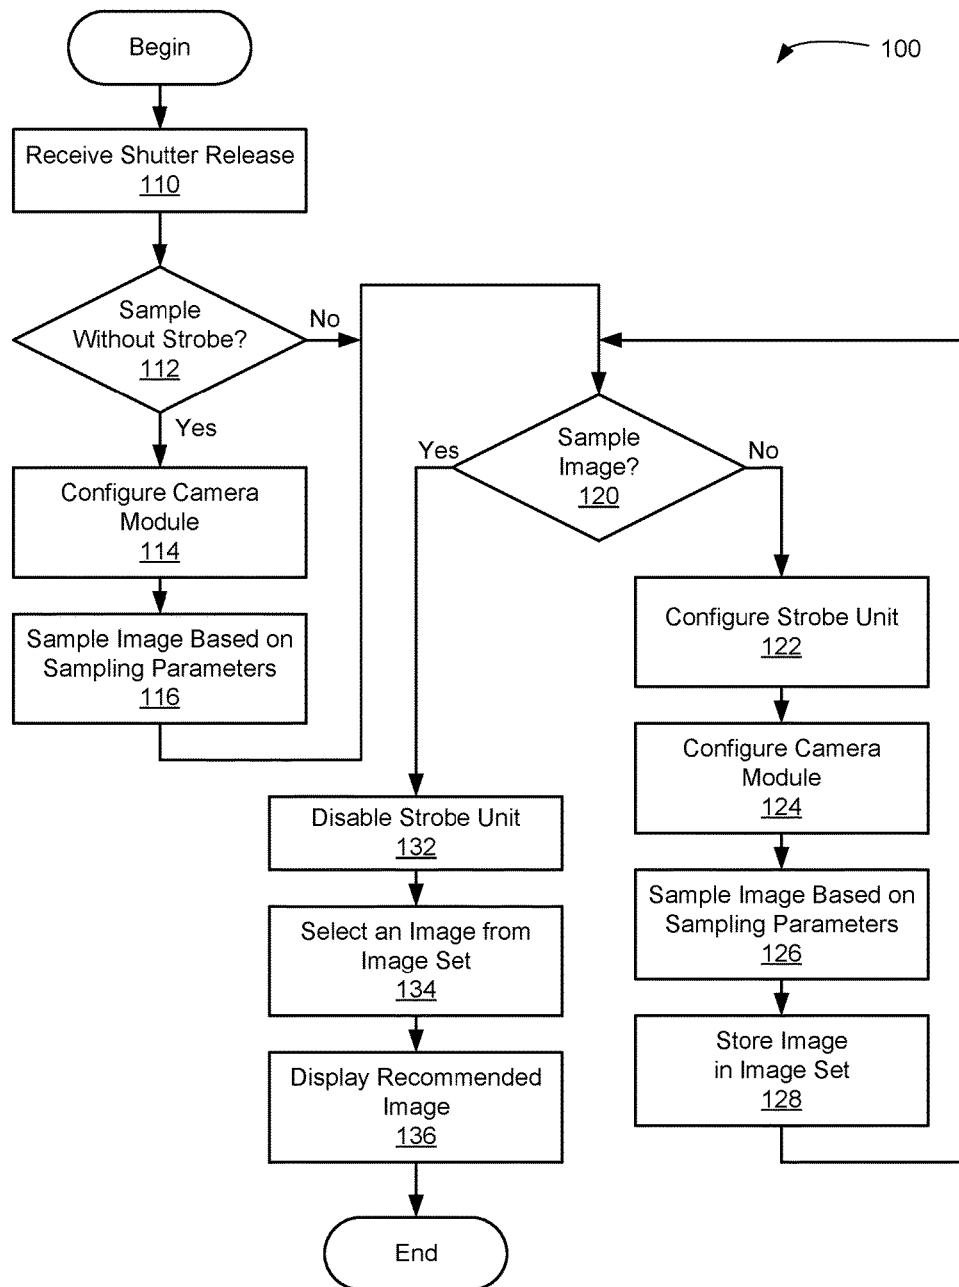 Begin
100
Receive Shutter Release
110
Sample
Without Strobe?
112
No
Yes
Configure Camera
Module
114
Sample Image Based on
Sampling Parameters
116
Sample
Image?
120
Yes
No
Configure Strobe Unit
122
Configure Camera
Module
124
Sample Image Based on
Sampling Parameters
126
Store Image
in Image Set
128
Disable Strobe Unit
132
Select an Image from
Image Set
134
Display Recommended
Image
136
End